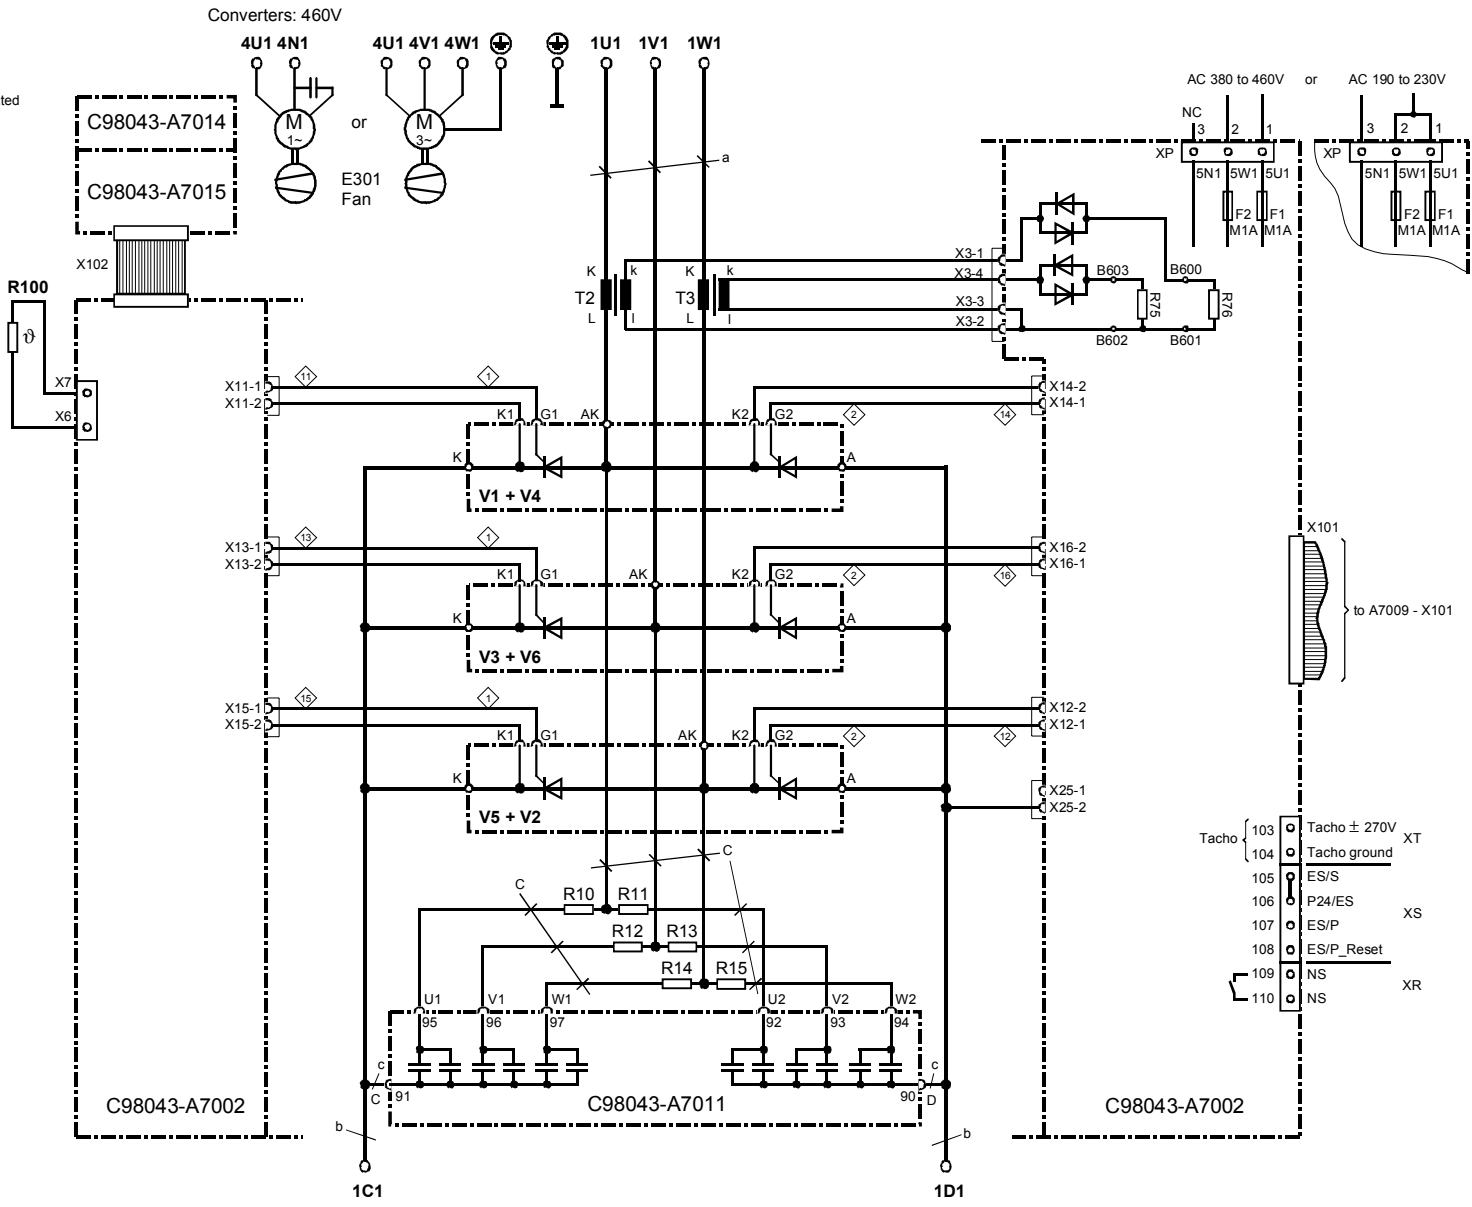 Converters: 460V
4U1 4N1
4U1 4V1 4W1
1U1 1V1 1W1
AC 380 to 460V or AC 190 to 230V
ted
C98043-A7014
M
1~
or
M
3~
NC
3 2 1
3 2 1
XP
XP
a
C98043-A7015
E301
Fan
5N1 5W1 5U1
5N1 5W1 5U1
F2 F1
M1A M1A
F2 F1
M1A M1A
X102
X3-1
K k K k
X3-4
B603 B600
R100
T2 T3
R75 R76
X3-3
L l L l
X3-2
B602 B601
ϑ
X7
X6
X11-1 11 1
X14-2
X11-2
X14-1
K1 G1 AK K2 G2 2 14
K A
V1 + V4
X101
X13-1 13 1
X16-2
X13-2
X16-1
K1 G1 AK K2 G2 2 16
to A7009 - X101
K A
V3 + V6
X15-1 15 1
X12-2
X15-2
X12-1
K1 G1 AK K2 G2 2 12
K A
X25-1
X25-2
V5 + V2
Tacho
103 Tacho ± 270V
XT
104 Tacho ground
C
105 ES/S
C
R10 R11
106 P24/ES
XS
107 ES/P
R12 R13
108 ES/P_Reset
R14 R15
109 NS
XR
110 NS
U1 V1 W1 U2 V2 W2
95 96 97 92 93 94
c c
C 91 90 D
C98043-A7002
C98043-A7011
C98043-A7002
b b
1C1 1D1